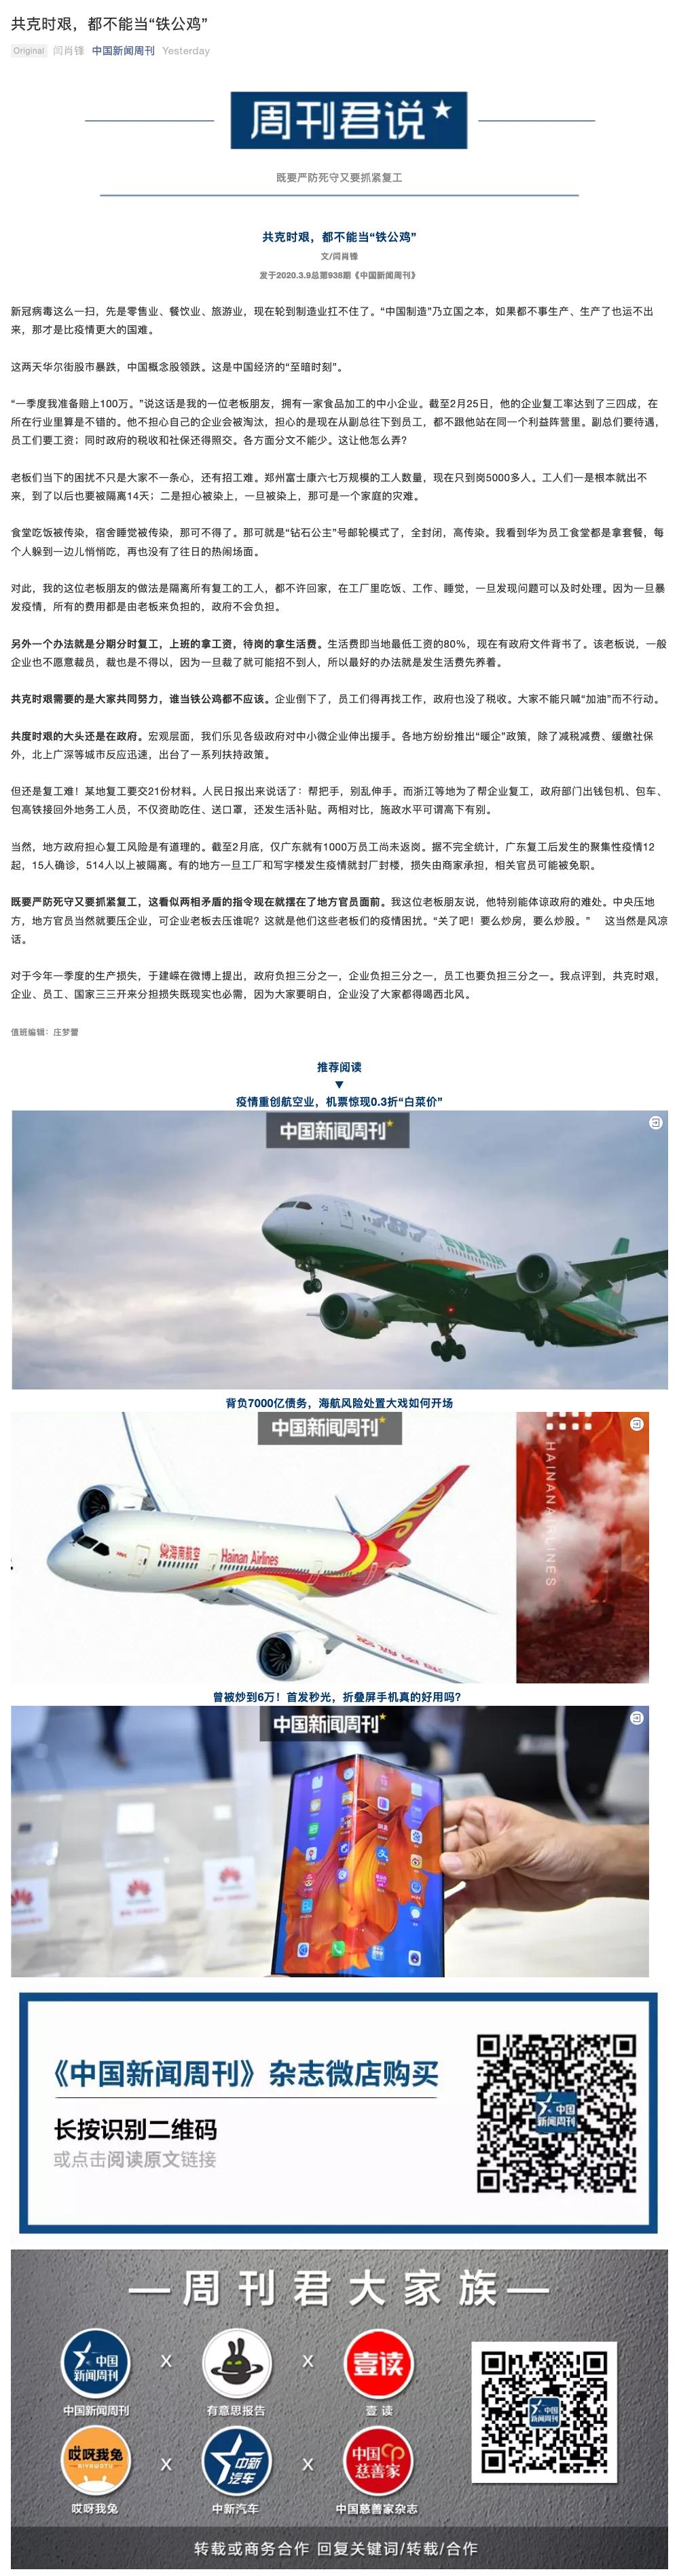 共克时艰，都不能当“铁公鸡”
Original 闫肖锋 中国新闻周刊 Yesterday
周刊君说
既要严防死守又要抓紧复工
共克时艰，都不能当“铁公鸡”
文/闫肖锋
发于2020.3.9总第938期《中国新闻周刊》
新冠病毒这么一扫，先是零售业、餐饮业、旅游业，现在轮到制造业扛不住了。“中国制造”乃立国之本，如果都不事生产、生产了也运不出
来，那才是比疫情更大的国难。
这两天华尔街股市暴跌，中国概念股领跌。这是中国经济的“至暗时刻”。
“一季度我准备赔上100万。”说这话是我的一位老板朋友，拥有一家食品加工的中小企业。截至2月25日，他的企业复工率达到了三四成，在
所在行业里算是不错的。他不担心自己的企业会被淘汰，担心的是现在从副总往下到员工，都不跟他站在同一个利益阵营里。副总们要待遇，
员工们要工资；同时政府的税收和社保还得照交。各方面分文不能少。这让他怎么弄？
老板们当下的困扰不只是大家不一条心，还有招工难。郑州富士康六七万规模的工人数量，现在只到岗5000多人。工人们一是根本就出不
来，到了以后也要被隔离14天；二是担心被染上，一旦被染上，那可是一个家庭的灾难。
食堂吃饭被传染，宿舍睡觉被传染，那可不得了。那可就是“钻石公主”号邮轮模式了，全封闭，高传染。我看到华为员工食堂都是拿套餐，每
个人躲到一边儿悄悄吃，再也没有了往日的热闹场面。
对此，我的这位老板朋友的做法是隔离所有复工的工人，都不许回家，在工厂里吃饭、工作、睡觉，一旦发现问题可以及时处理。因为一旦暴
发疫情，所有的费用都是由老板来负担的，政府不会负担。
另外一个办法就是分期分时复工，上班的拿工资，待岗的拿生活费。生活费即当地最低工资的80%，现在有政府文件背书了。该老板说，一般
企业也不愿意裁员，裁也是不得以，因为一旦裁了就可能招不到人，所以最好的办法就是发生活费先养着。
共克时艰需要的是大家共同努力，谁当铁公鸡都不应该。企业倒下了，员工们得再找工作，政府也没了税收。大家不能只喊“加油”而不行动。
共度时艰的大头还是在政府。宏观层面，我们乐见各级政府对中小微企业伸出援手。各地方纷纷推出“暖企”政策，除了减税减费、缓缴社保
外，北上广深等城市反应迅速，出台了一系列扶持政策。
但还是复工难！某地复工要交21份材料。人民日报出来说话了：帮把手，别乱伸手。而浙江等地为了帮企业复工，政府部门出钱包机、包车、
包高铁接回外地务工人员，不仅资助吃住、送口罩，还发生活补贴。两相对比，施政水平可谓高下有别。
当然，地方政府担心复工风险是有道理的。截至2月底，仅广东就有1000万员工尚未返岗。据不完全统计，广东复工后发生的聚集性疫情12
起，15人确诊，514人以上被隔离。有的地方一旦工厂和写字楼发生疫情就封厂封楼，损失由商家承担，相关官员可能被免职。
既要严防死守又要抓紧复工，这看似两相矛盾的指令现在就摆在了地方官员面前。我这位老板朋友说，他特别能体谅政府的难处。中央压地
方，地方官员当然就要压企业，可企业老板去压谁呢？这就是他们这些老板们的疫情困扰。“关了吧！要么炒房，要么炒股。” 这当然是风凉
话。
对于今年一季度的生产损失，于建嵘在微博上提出，政府负担三分之一，企业负担三分之一，员工也要负担三分之一。我点评到，共克时艰，
企业、员工、国家三三开来分担损失既现实也必需，因为大家要明白，企业没了大家都得喝西北风。
值班编辑：庄梦蕾
推荐阅读
▼
疫情重创航空业，机票惊现0.3折“白菜价”
中国新闻周刊
787
EVA AIR
背负7000亿债务，海航风险处置大戏如何开场
中国新闻周刊
海南航空 Hainan Airlines
HAINAN AIRLINES
曾被炒到6万！首发秒光，折叠屏手机真的好用吗？
中国新闻周刊
《中国新闻周刊》杂志微店购买
长按识别二维码
或点击阅读原文链接
中国
新闻周刊
—周刊君大家族—
中国
新闻周刊
X
X
壹读
中国新闻周刊
有意思报告
壹读
哎呀我兔
AIYAWOTU
X
中新
汽车
X
中国
慈善家
哎呀我兔
中新汽车
中国慈善家杂志
中国
新闻周刊
转载或商务合作 回复关键词/转载/合作